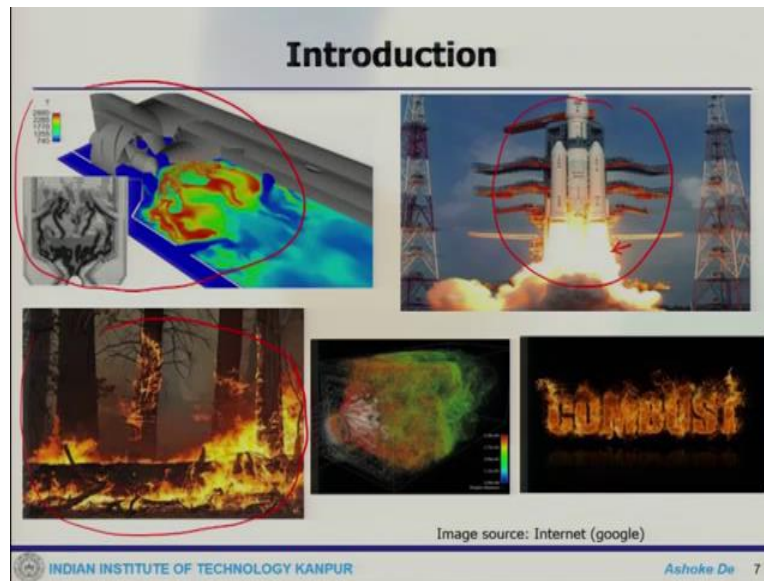 Introduction
T
COMBUST
Image source: Internet (google)
INDIAN INSTITUTE OF TECHNOLOGY KANPUR
Ashoke De 7